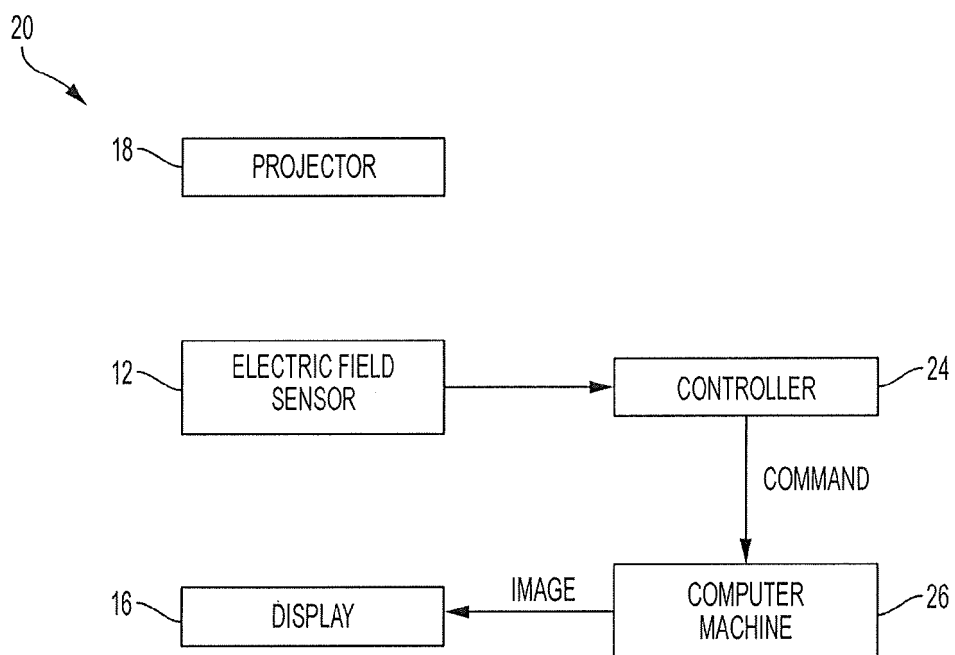 20
18
PROJECTOR
12
ELECTRIC FIELD
SENSOR
CONTROLLER
24
COMMAND
16
DISPLAY
IMAGE
COMPUTER
MACHINE
26